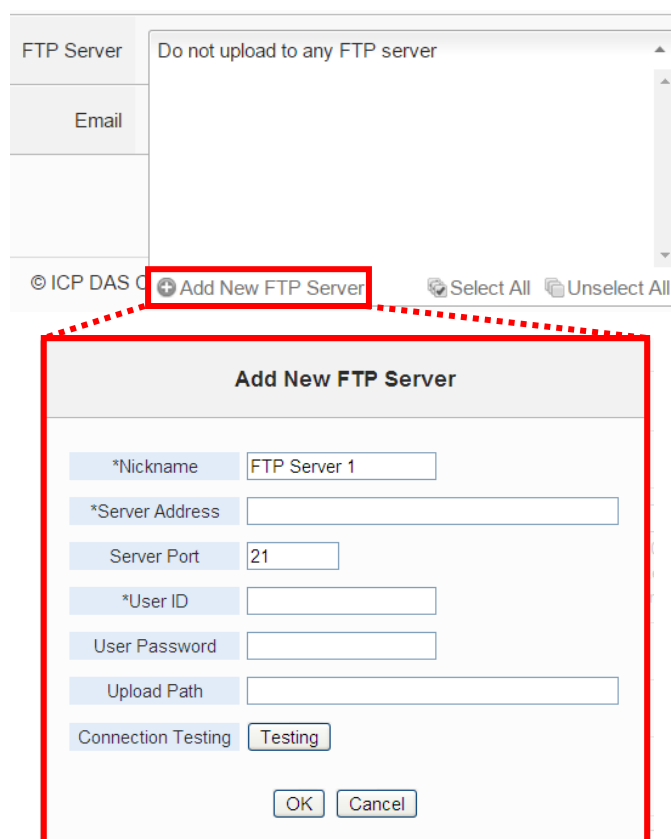 FTP Server Do not upload to any FTP server
Email
© ICP DAS
Add New FTP Server Select All Unselect All
Add New FTP Server
*Nickname FTP Server 1
*Server Address
Server Port 21
*User ID
User Password
Upload Path
Connection Testing Testing
OK Cancel